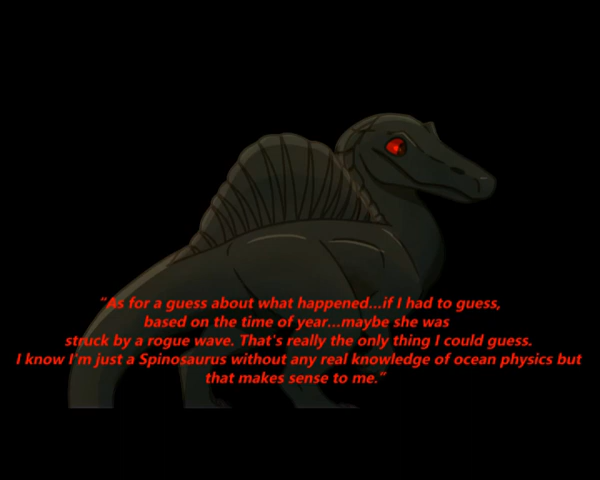 "As for a guess about what happened...if I had to guess,
based on the time of year...maybe she was
struck by a rogue wave. That's really the only thing I could guess.
I know I'm just a Spinosaurus without any real knowledge of ocean physics but
that makes sense to me."